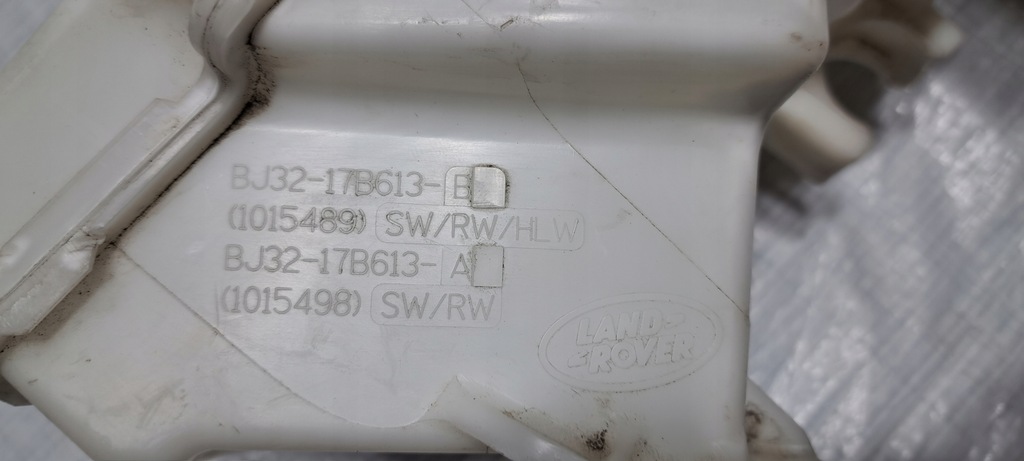 BJ32-17B613-B
(1015489) SW/RW/HLW
BJ32-17B613-A
(1015498) SW/RW
LAND-
ROVER